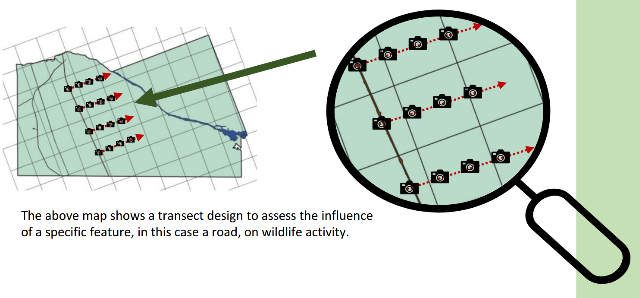 The above map shows a transect design to assess the influence
of a specific feature, in this case a road, on wildlife activity.